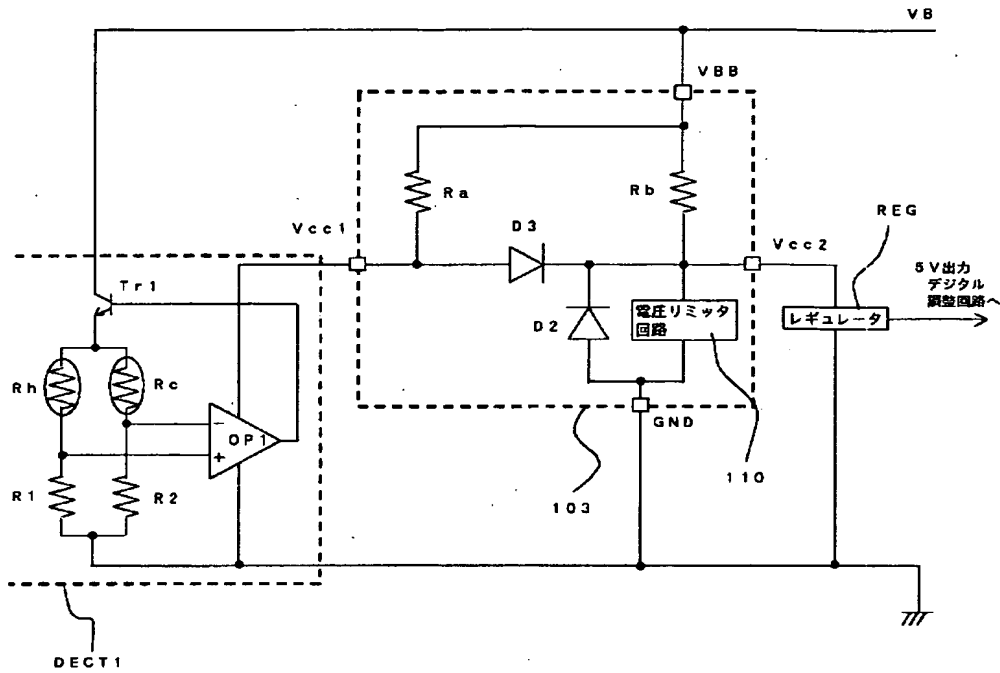 VB
VBB
Ra
Rb
REG
Vcc1
D3
Vcc2
5V出力
デジタル
調整回路へ
Tr1
D2
電圧リミッタ
回路
レギュレータ
Rh
Rc
−
OP1
+
GND
R1
R2
110
103
DECT1